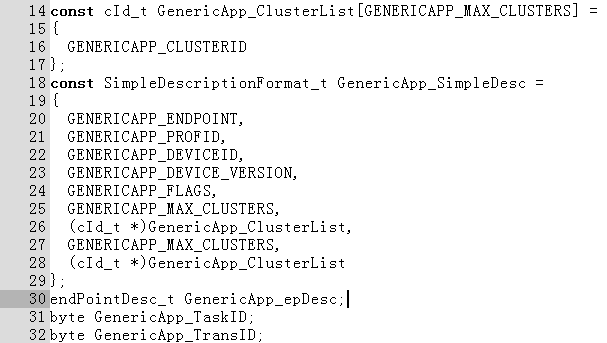 14 const cId_t GenericApp_ClusterList[GENERICAPP_MAX_CLUSTERS] =
15 {
16   GENERICAPP_CLUSTERID
17 };
18 const SimpleDescriptionFormat_t GenericApp_SimpleDesc =
19 {
20   GENERICAPP_ENDPOINT,
21   GENERICAPP_PROFID,
22   GENERICAPP_DEVICEID,
23   GENERICAPP_DEVICE_VERSION,
24   GENERICAPP_FLAGS,
25   GENERICAPP_MAX_CLUSTERS,
26   (cId_t *)GenericApp_ClusterList,
27   GENERICAPP_MAX_CLUSTERS,
28   (cId_t *)GenericApp_ClusterList
29 };
30 endPointDesc_t GenericApp_epDesc;
31 byte GenericApp_TaskID;
32 byte GenericApp_TransID;